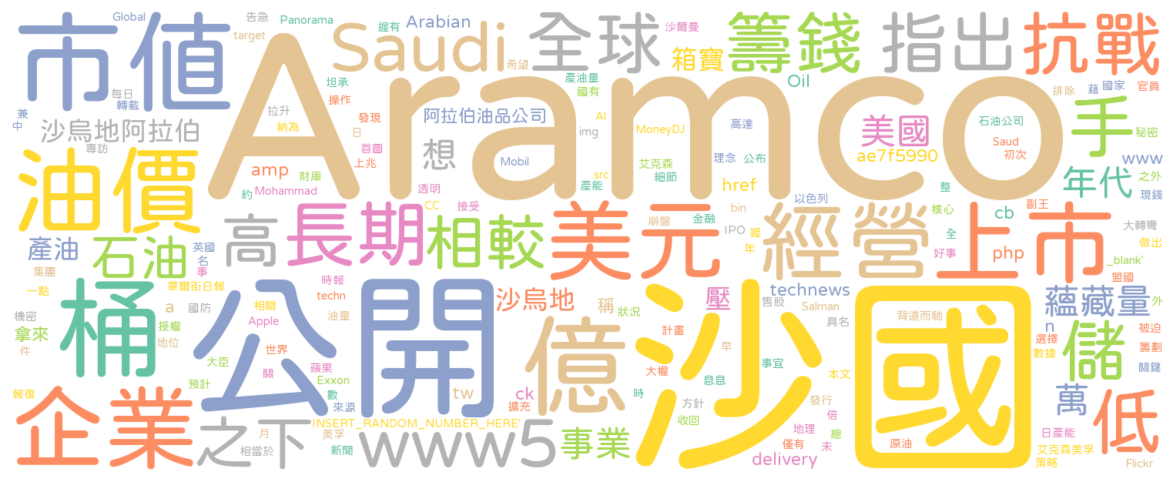 Global
告急
Panorama
握有
Arabian
target
Saudi
希望
全球
沙爾曼
箱寶
籌錢
指出
抗戰
市值
每日
轉載
兼
中
坦承
操作
產油量
國有
Oil
排除
藉
國家
官員
手
秘密
沙烏地阿拉伯
專訪
拉升
納為
日
發現
首圖
上兆
阿拉伯油品公司
img
AI
MoneyDJ
高達
美國
ae7f5990
石油公司
Saud
初次
www
之外
現錢
Aramco
油價
amp
財庫
約
Mohammad
想
透明
CC
接受
Mobil
src
產能
艾克森
細節
理念
公布
href
bin
以色列
整
核心
全
好事
年代
副王
cb
php
大轉彎
做出
_blank'
盟國
產油
集團
一點
石油
英國
名
事
華爾街日報
高
長期
相較
美元
崩盤
金融
IPO
握
年
經營
上市
機密
拿來
件
桶
授權
地位
國防
大臣
預計
相關
Apple
關
世界
蘋果
Exxon
數
來源
時報
techn
油量
公開
沙烏地
稱
狀況
億
壓
計畫
大權
時
technews
售股
Salman
具名
早
事宜
息息
本文
沙
國
背道而馳
原油
蘊藏量
n
外
選擇
數據
儲
被迫
籌劃
關鍵
報復
企業
之下
月
相當於
INSERT_RANDOM_NUMBER_HERE'
美孚
新聞
www5
tw
ck
擴充
事業
方針
收回
delivery
發行
倍
地理
總
僅有
未
萬
低
日產能
艾克森美孚
策略
Flickr
a